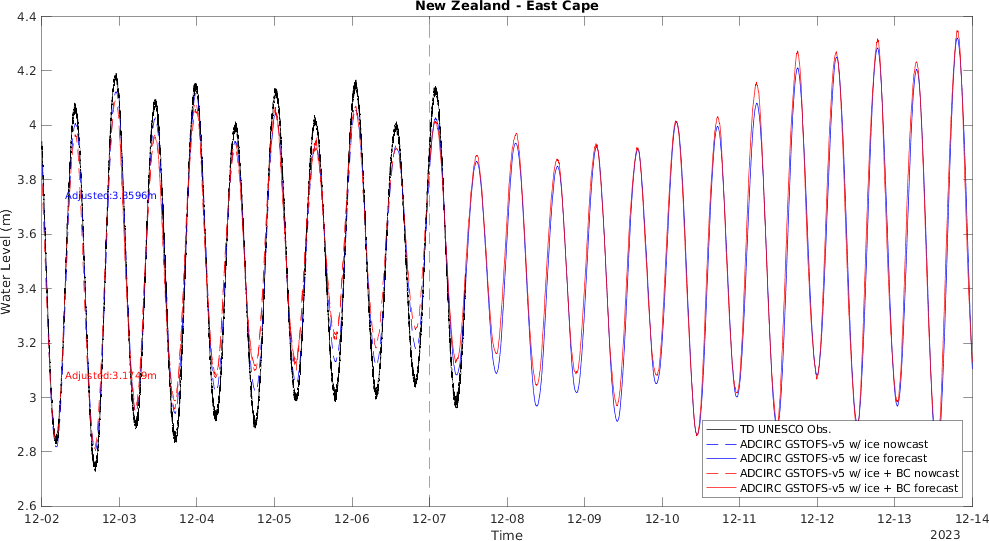 New Zealand - East Cape
Water Level (m)
4.4
4.2
4
3.8
3.6
3.4
3.2
3
2.8
2.6
Adjusted:3.3596m
Adjusted:3.1749m
TD UNESCO Obs.
ADCIRC GSTOFS-v5 w/ ice nowcast
ADCIRC GSTOFS-v5 w/ ice forecast
ADCIRC GSTOFS-v5 w/ ice + BC nowcast
ADCIRC GSTOFS-v5 w/ ice + BC forecast
12-02 12-03 12-04 12-05 12-06 12-07 12-08 12-09 12-10 12-11 12-12 12-13 12-14
Time
2023